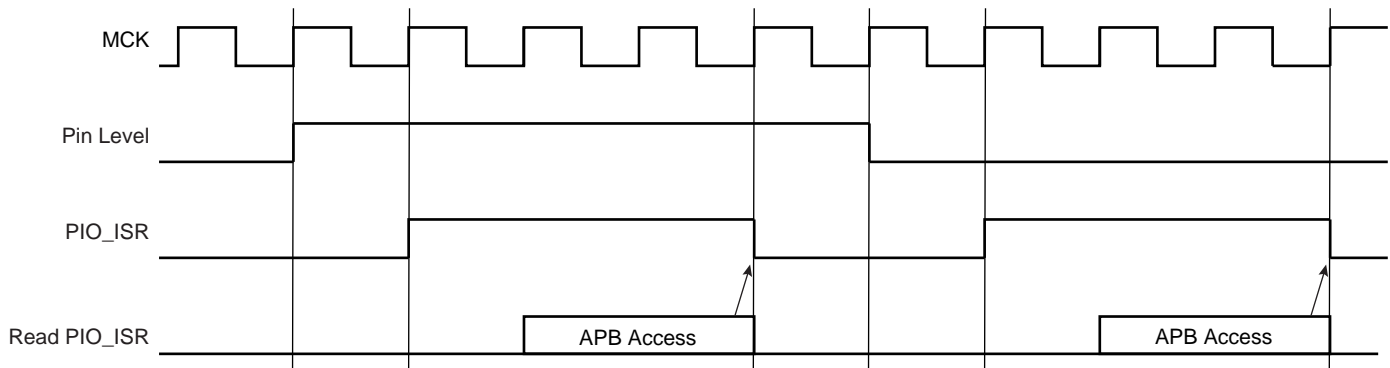 MCK
Pin Level
PIO_ISR
Read PIO_ISR
APB Access
APB Access